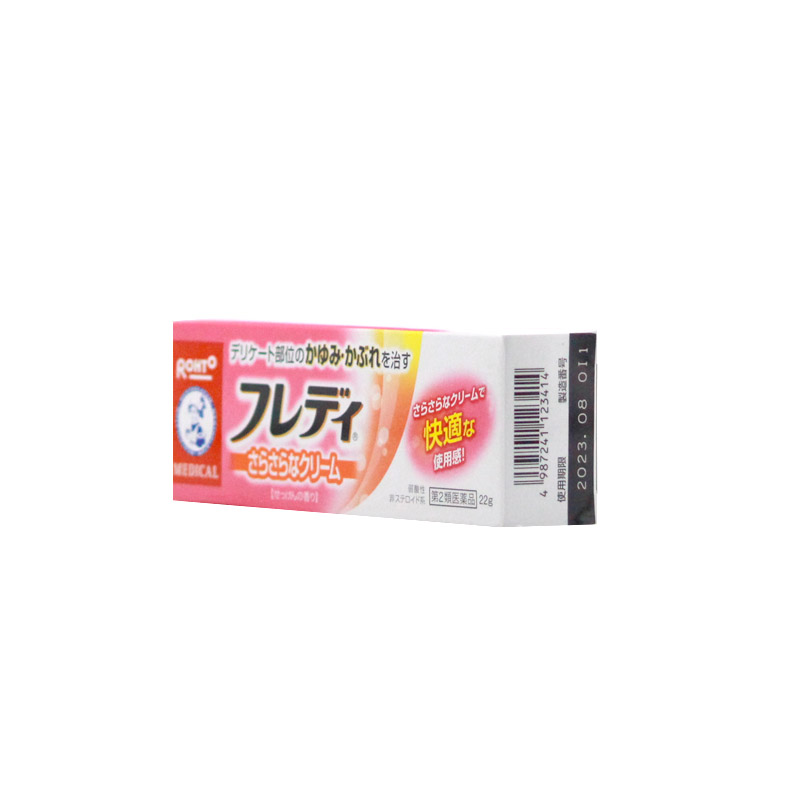 ROHTO
MEDICAL
デリケート部位のかゆみ・かぶれを治す
フレディ®
さらさらなクリーム
【せっけんの香り】
さらさらなクリームで
快適な
使用感!
弱酸性
非ステロイド系
第2類医薬品 22g
4 987241 123414
製造番号
使用期限
2023.08 011